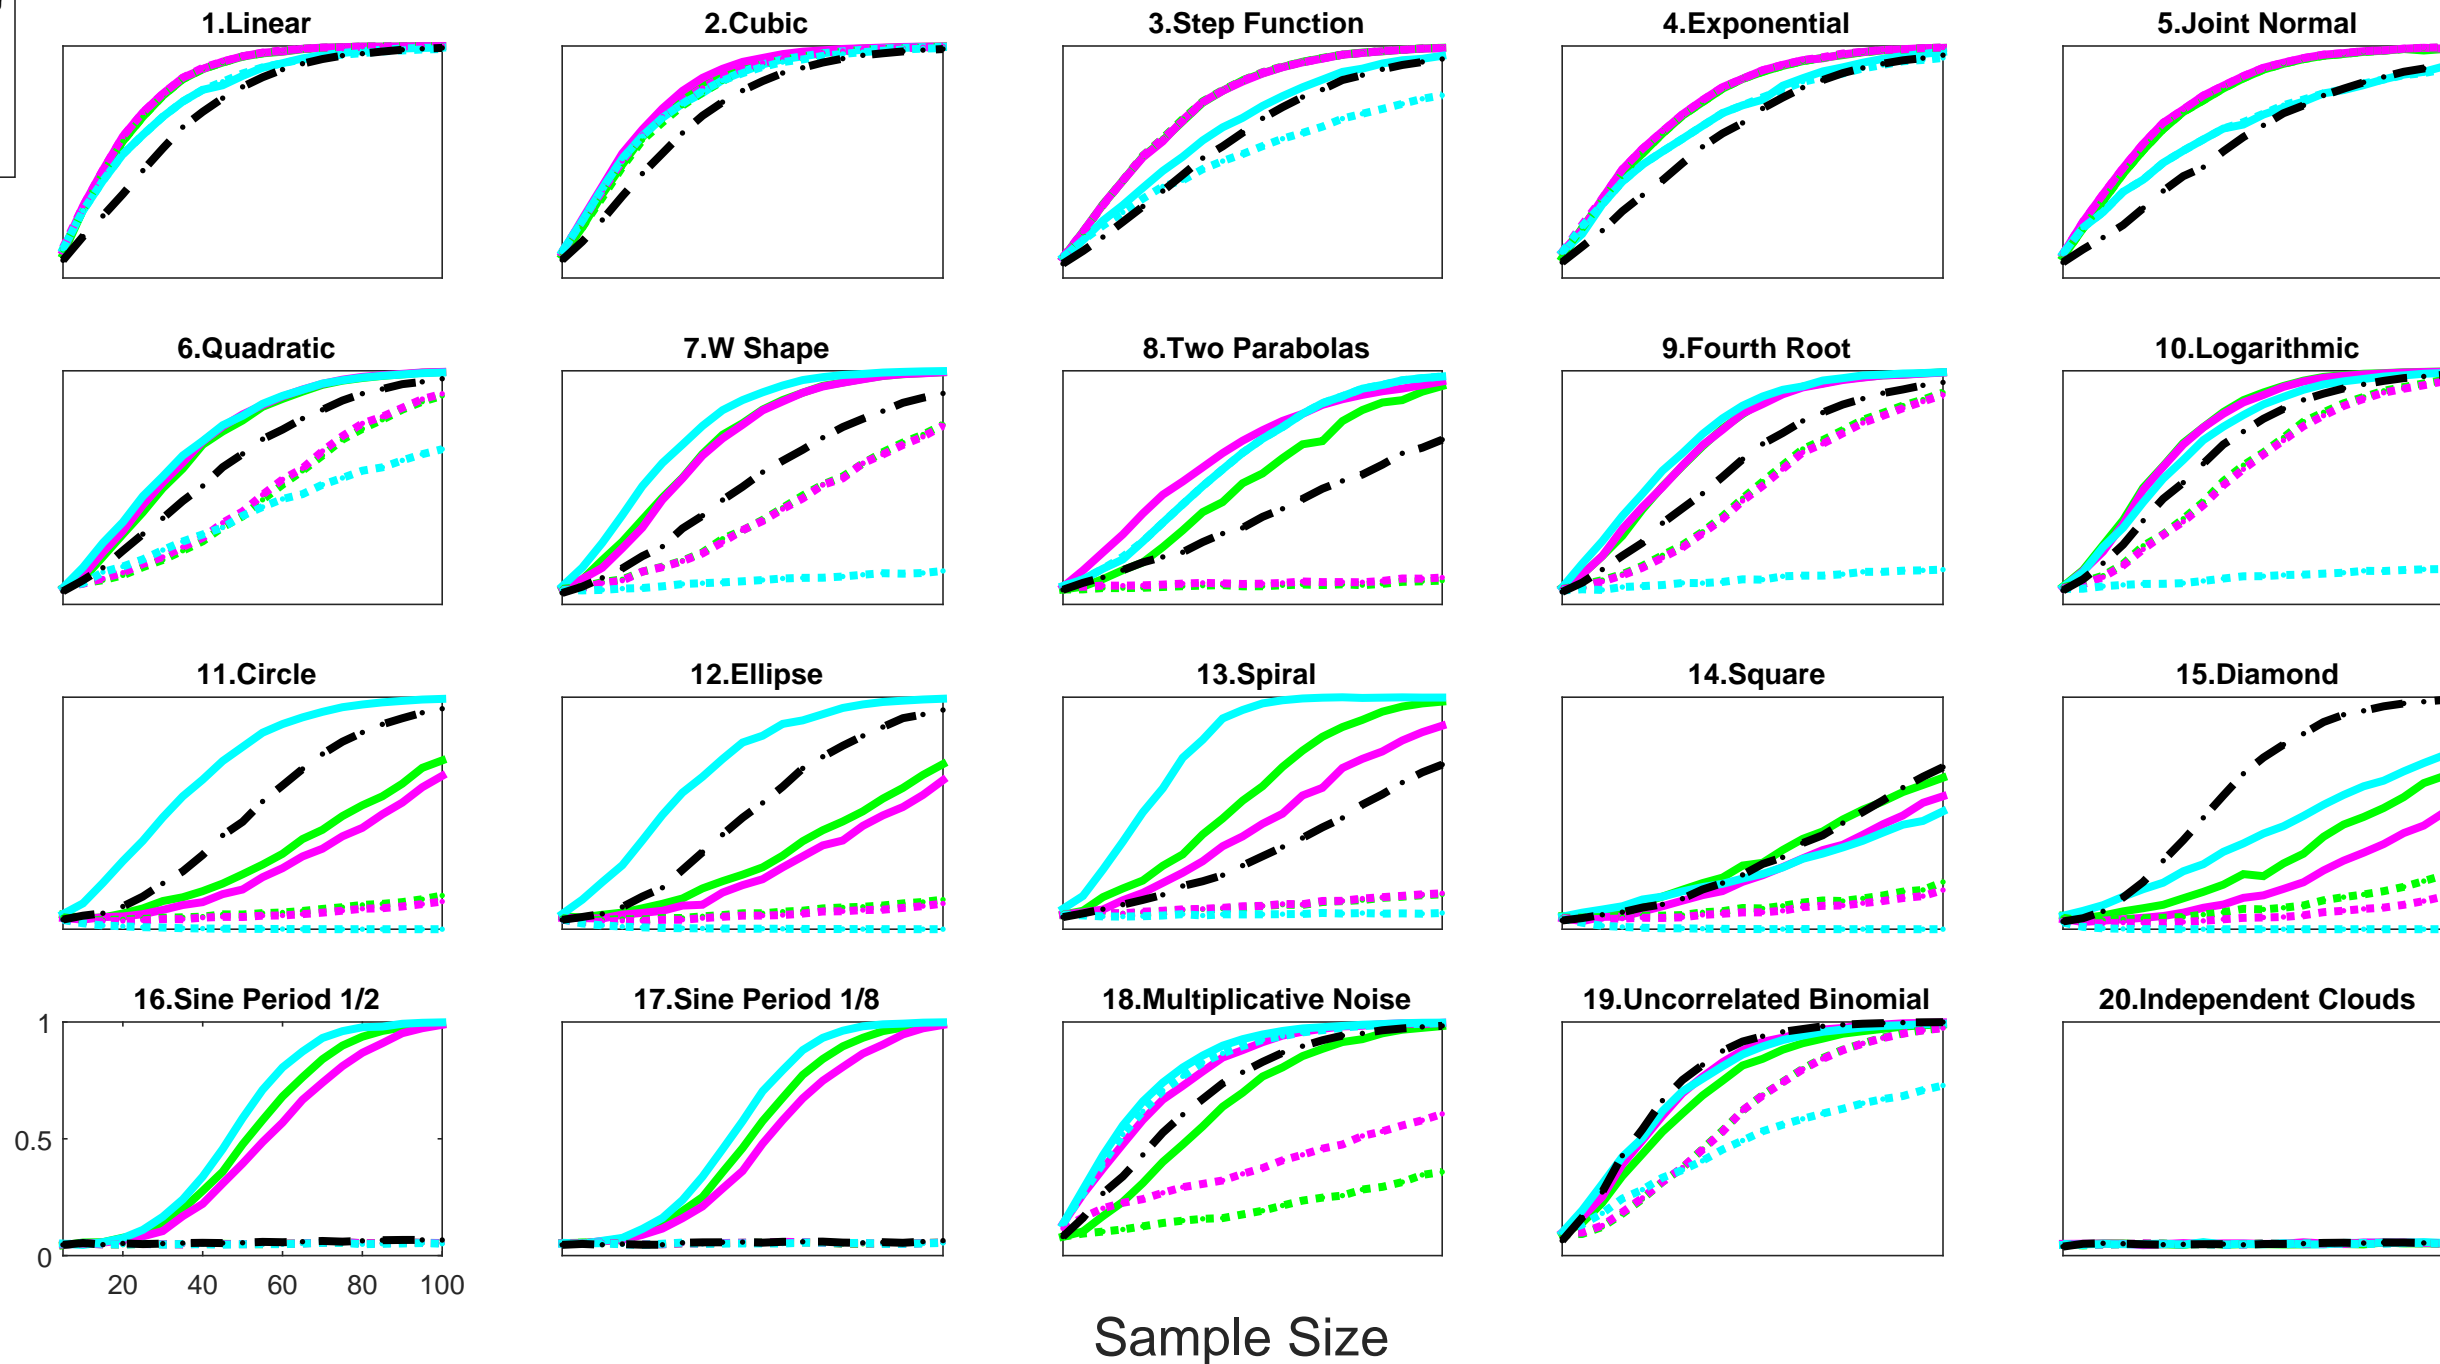 1.Linear
2.Cubic
3.Step Function
4.Exponential
5.Joint Normal
6.Quadratic
7.W Shape
8.Two Parabolas
9.Fourth Root
10.Logarithmic
11.Circle
12.Ellipse
13.Spiral
14.Square
15.Diamond
16.Sine Period 1/2
17.Sine Period 1/8
18.Multiplicative Noise
19.Uncorrelated Binomial
20.Independent Clouds
1
0.5
0
20 40 60 80 100
Sample Size